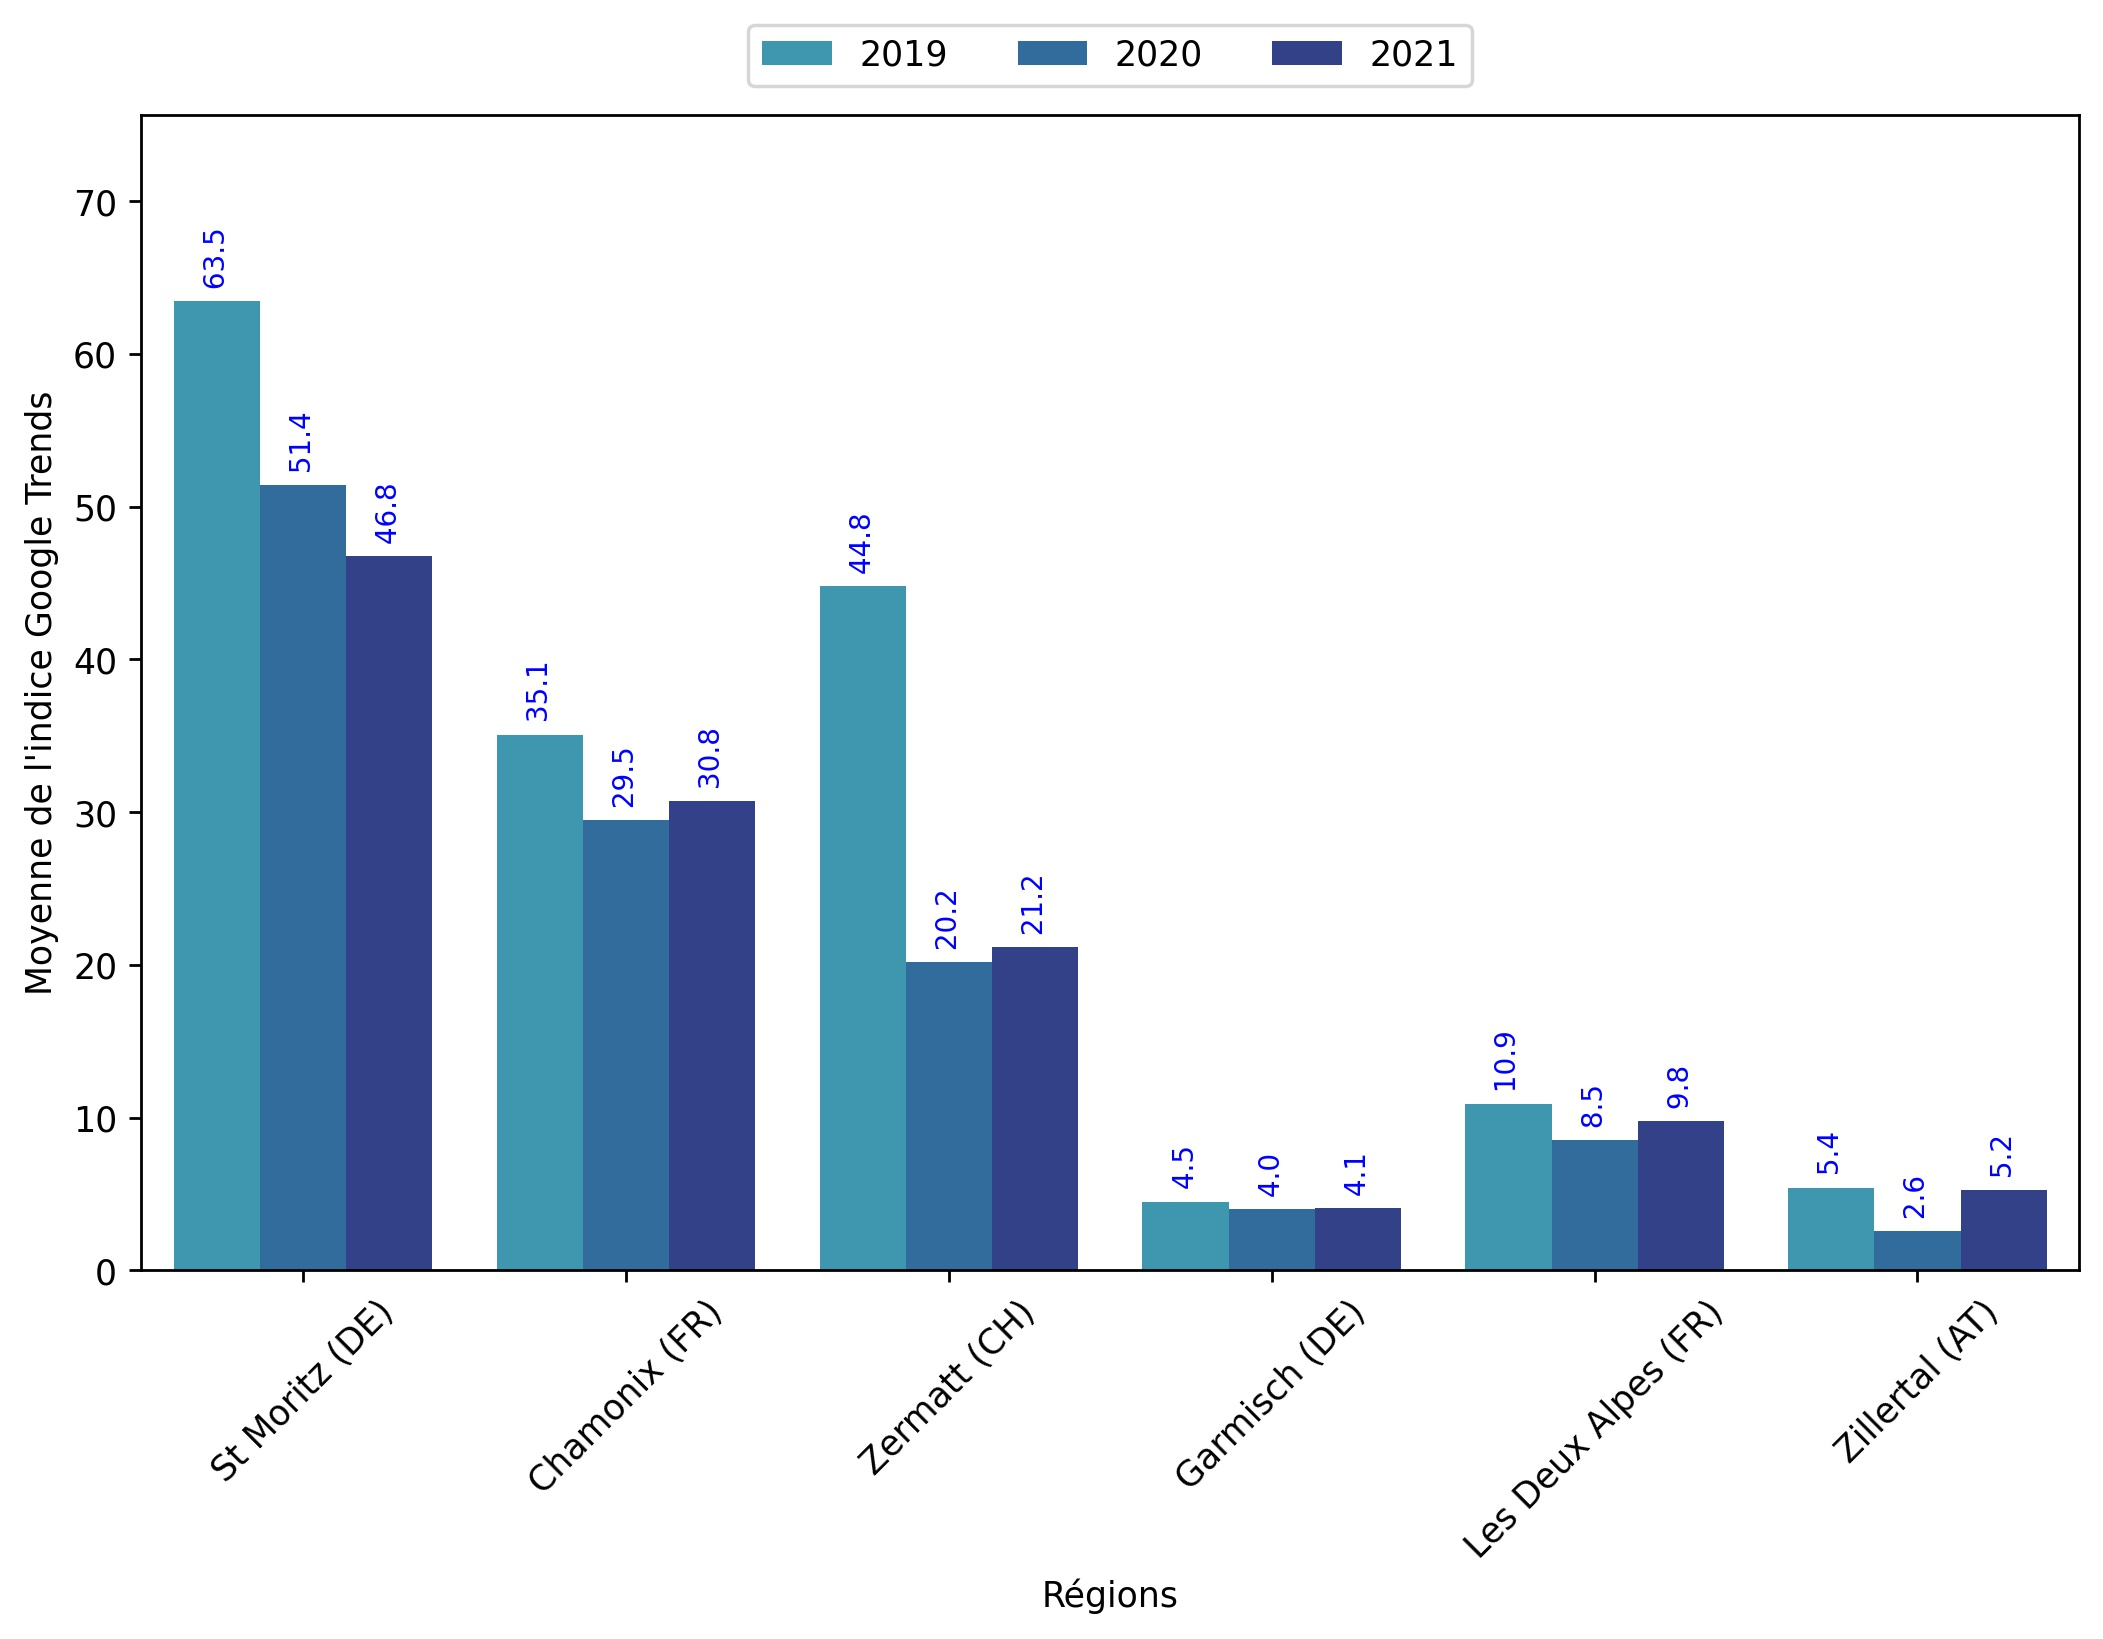 2019 2020 2021
Moyenne de l'indice Google Trends
70
60
50
40
30
20
10
0
63.5
51.4
46.8
35.1
29.5
30.8
44.8
20.2
21.2
4.5
4.0
4.1
10.9
8.5
9.8
5.4
2.6
5.2
St Moritz (DE)
Chamonix (FR)
Zermatt (CH)
Garmisch (DE)
Les Deux Alpes (FR)
Zillertal (AT)
Régions